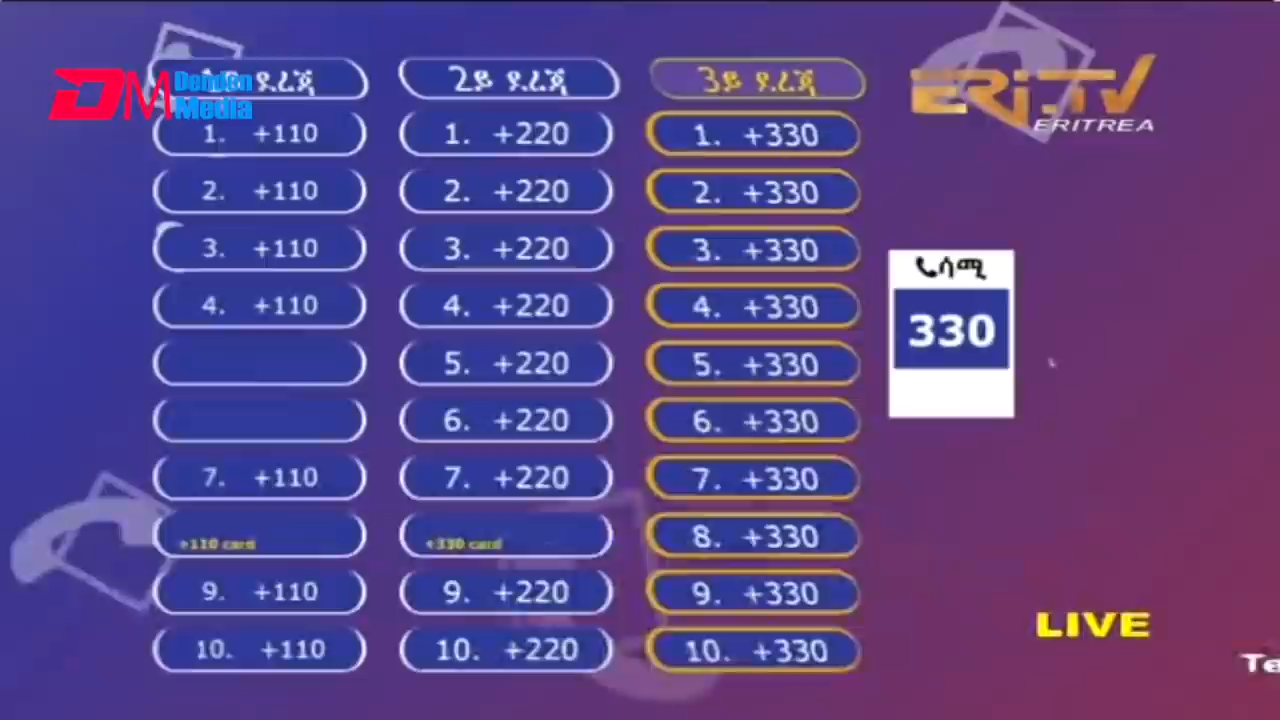 DM Denden Media
ደረጃ
2ይ ደረጃ
3ይ ደረጃ
ERi-TV
ERITREA
1. +110
1. +220
1. +330
2. +110
2. +220
2. +330
3. +110
3. +220
3. +330
ሳሚ
4. +110
4. +220
4. +330
330
5. +220
5. +330
6. +220
6. +330
7. +110
7. +220
7. +330
+110 card
+330 card
8. +330
9. +110
9. +220
9. +330
LIVE
10. +110
10. +220
10. +330
Te